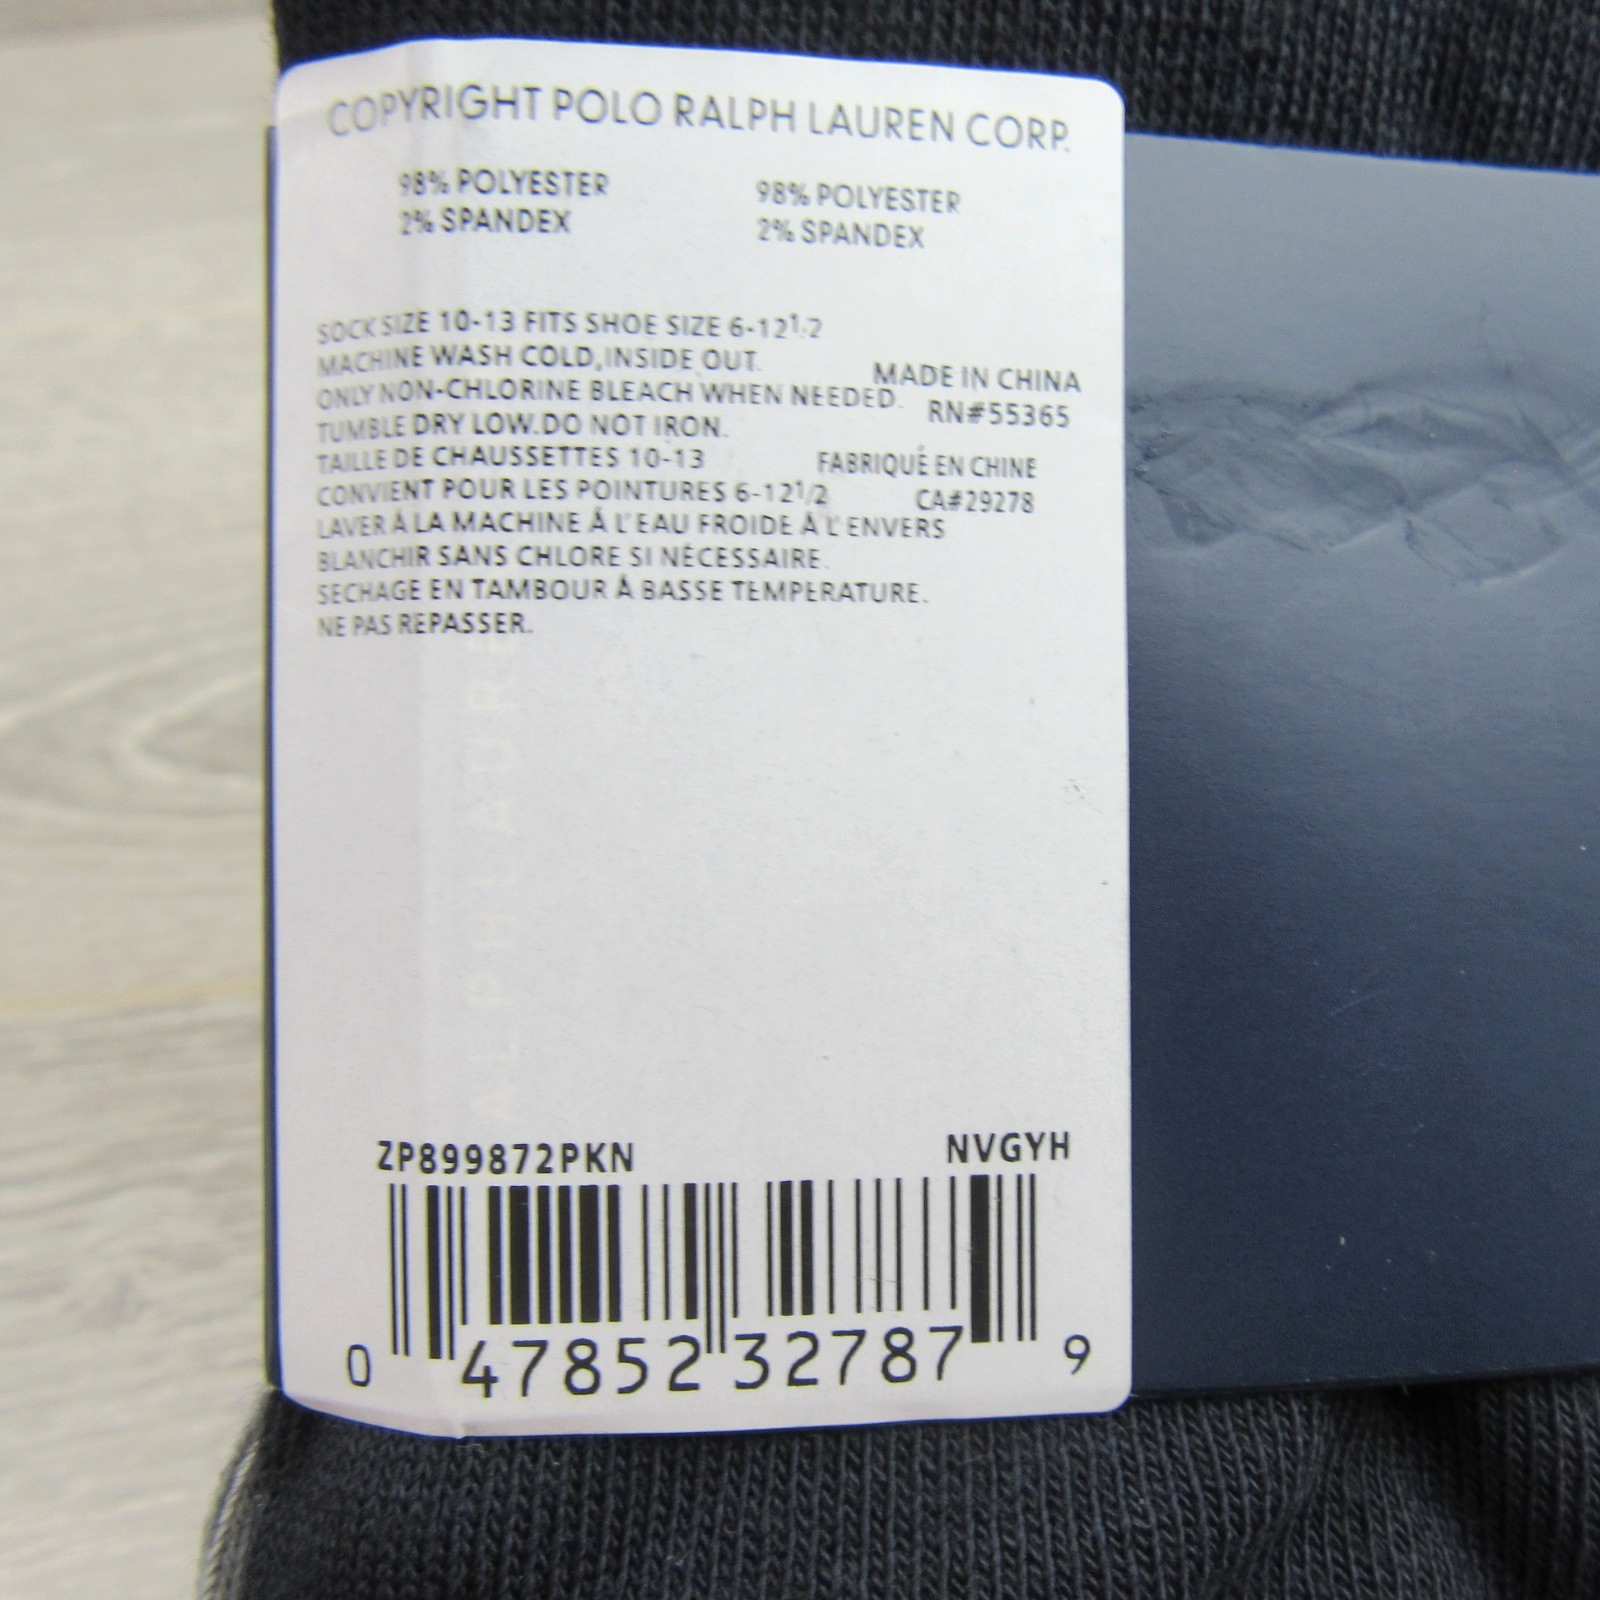 COPYRIGHT POLO RALPH LAUREN CORP.
98% POLYESTER 98% POLYESTER
2% SPANDEX 2% SPANDEX
SOCK SIZE 10-13 FITS SHOE SIZE 6-12 1/2
MACHINE WASH COLD,INSIDE OUT.
MADE IN CHINA
ONLY NON-CHLORINE BLEACH WHEN NEEDED.
RN#55365
TUMBLE DRY LOW.DO NOT IRON.
TAILLE DE CHAUSSETTES 10-13
FABRIQUÉ EN CHINE
CONVIENT POUR LES POINTURES 6-12 1/2
CA#29278
LAVER À LA MACHINE À L'EAU FROIDE À L'ENVERS
BLANCHIR SANS CHLORE SI NÉCESSAIRE.
SECHAGE EN TAMBOUR À BASSE TEMPERATURE.
NE PAS REPASSER.
ALPH LAURE
ZP899872PKN NVGYH
0 47852 32787 9